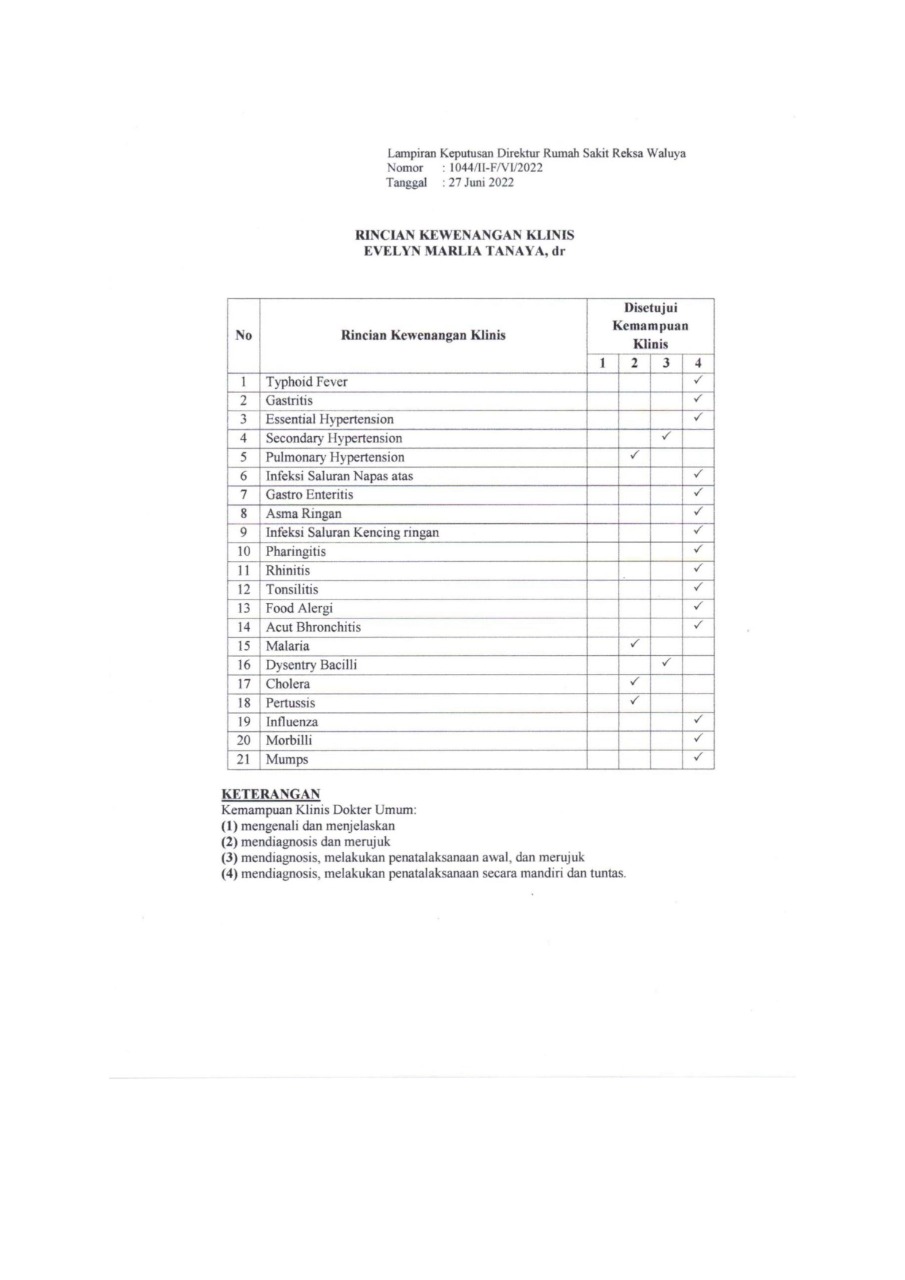 Lampiran Keputusan Direktur Rumah Sakit Reksa Waluya
Nomor : 1044/II-F/VI/2022
Tanggal : 27 Juni 2022
RINCIAN KEWENANGAN KLINIS
EVELYN MARLIA TANAYA, dr
No Rincian Kewenangan Klinis Disetujui Kemampuan Klinis
1 2 3 4
1 Typhoid Fever ✓
2 Gastritis ✓
3 Essential Hypertension ✓
4 Secondary Hypertension ✓
5 Pulmonary Hypertension ✓
6 Infeksi Saluran Napas atas ✓
7 Gastro Enteritis ✓
8 Asma Ringan ✓
9 Infeksi Saluran Kencing ringan ✓
10 Pharingitis ✓
11 Rhinitis ✓
12 Tonsilitis ✓
13 Food Alergi ✓
14 Acut Bhronchitis ✓
15 Malaria ✓
16 Dysentry Bacilli ✓
17 Cholera ✓
18 Pertussis ✓
19 Influenza ✓
20 Morbilli ✓
21 Mumps ✓
KETERANGAN
Kemampuan Klinis Dokter Umum:
(1) mengenali dan menjelaskan
(2) mendiagnosis dan merujuk
(3) mendiagnosis, melakukan penatalaksanaan awal, dan merujuk
(4) mendiagnosis, melakukan penatalaksanaan secara mandiri dan tuntas.